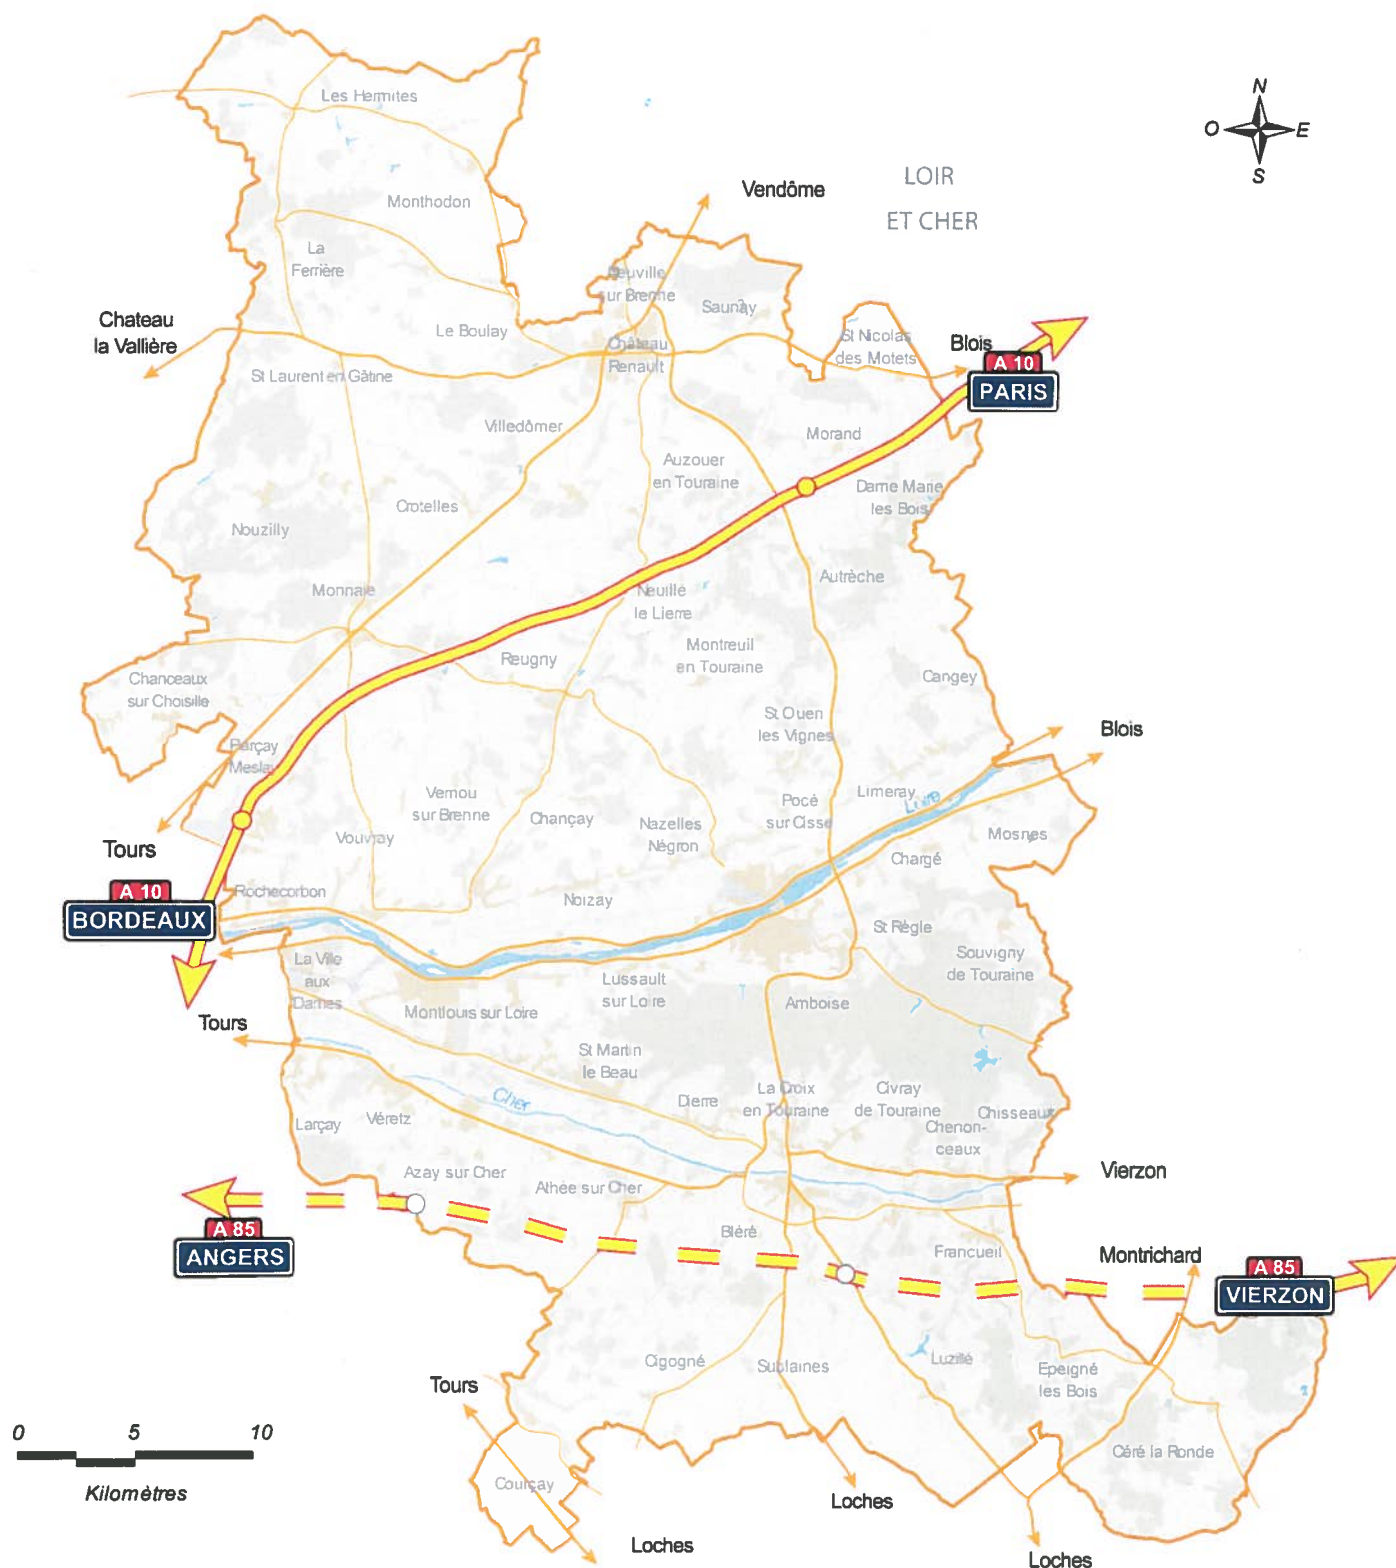 N
O
E
S
Les Hermites
LOIR
ET CHER
Vendôme
Monthodon
La
Ferrière
Neuville
sur Brenne
Saunay
Chateau
la Vallière
Le Boulay
Château
Renault
St Nicolas
des Motets
Blois
A 10
PARIS
St Laurent en Gâtine
Villedômer
Morand
Auzouer
en Touraine
Dame Marie
les Bois
Crotelles
Nouzilly
Monnaie
Autrèche
Neuille
le Lierre
Reugny
Montreuil
en Touraine
Cangey
Chanceaux
sur Choisille
St Ouen
les Vignes
Blois
Parçay
Meslay
Vernou
sur Brenne
Limeray
Loire
Pocé
sur Cisse
Chançay
Nazelles
Négron
Mosnes
Vouvray
Tours
Chargé
A 10
BORDEAUX
Rochecorbon
Noizay
St Règle
Souvigny
de Touraine
La Ville
aux
Dames
Lussault
sur Loire
Amboise
Montlouis sur Loire
Tours
St Martin
le Beau
Cher
Dierre
La Croix
en Touraine
Civray
de Touraine
Chisseaux
Chenon-
ceaux
Larçay
Véretz
Azay sur Cher
Athée sur Cher
Vierzon
A 85
ANGERS
Bléré
Francueil
Montrichard
A 85
VIERZON
Cigogné
Sublaines
Luzillé
Epeigné
les Bois
Tours
0
5
10
Kilomètres
Céré la Ronde
Courçay
Loches
Loches
Loches